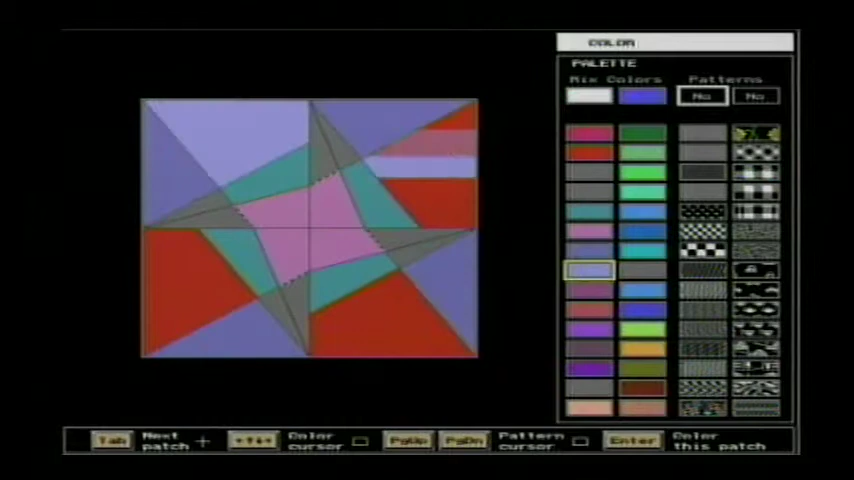 COLOR
PALETTE
Mix Colors Patterns
No No
Tab Next patch Color cursor PgUp PgDn Pattern cursor Enter Color this patch